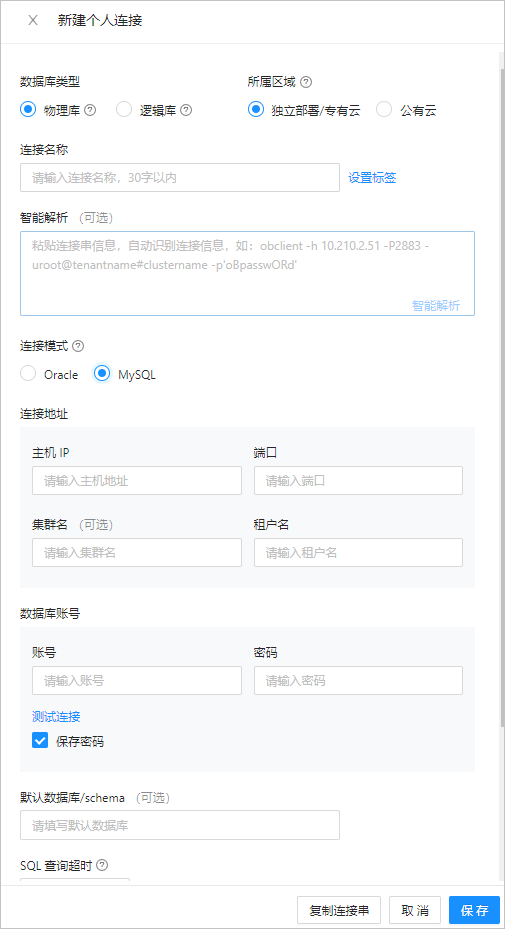 新建个人连接
数据库类型 所属区域
物理库 逻辑库 独立部署/专有云 公有云
连接名称
请输入连接名称，30字以内 设置标签
智能解析 （可选）
粘贴连接串信息，自动识别连接信息，如：obclient -h 10.210.2.51 -P2883 -
uroot@tenantname#clustername -p'oBpasswORd'
智能解析
连接模式
Oracle MySQL
连接地址
主机 IP 端口
请输入主机地址 请输入端口
集群名 （可选） 租户名
请输入集群名 请输入租户名
数据库账号
账号 密码
请输入账号 请输入密码
测试连接
保存密码
默认数据库/schema （可选）
请填写默认数据库
SQL 查询超时
复制连接串 取 消 保 存